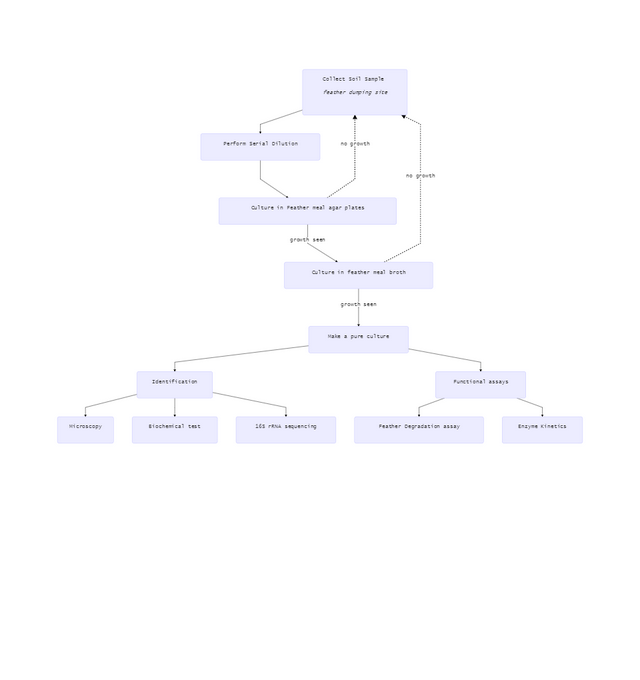 Collect Soil Sample
feather dumping site
Perform Serial Dilution
no growth
no growth
Culture in Feather meal agar plates
growth seen
Culture in feather meal broth
growth seen
Make a pure culture
Identification
Functional assays
Microscopy
Biochemical test
16S rRNA sequencing
Feather Degradation assay
Enzyme Kinetics